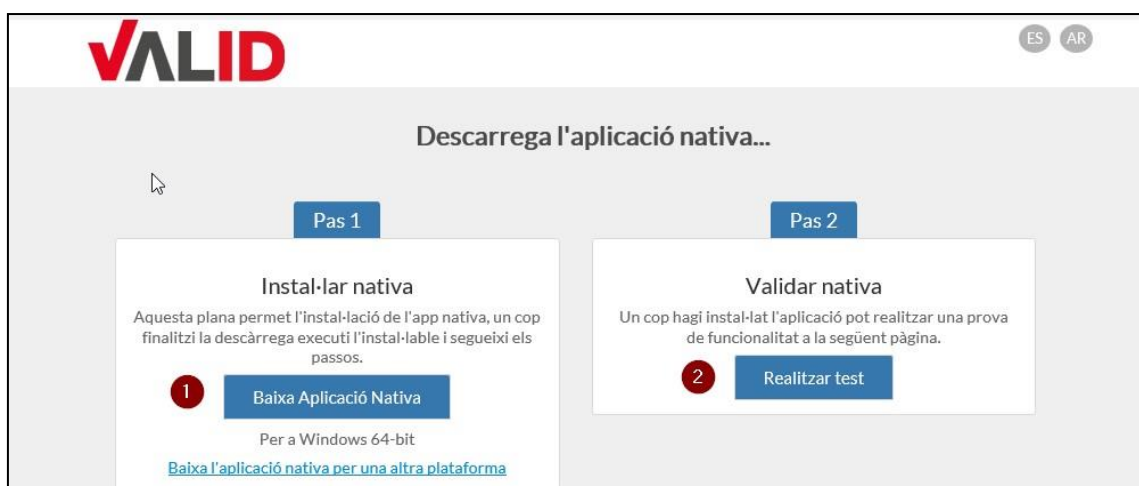 VALID
ES AR
Descarrega l'aplicació nativa...
Pas 1
Instal·lar nativa
Aquesta plana permet l'instal·lació de l'app nativa, un cop
finalitzi la descàrrega executi l'instal·lable i segueixi els
passos.
1
Baixa Aplicació Nativa
Per a Windows 64-bit
Baixa l'aplicació nativa per una altra plataforma
Pas 2
Validar nativa
Un cop hagi instal·lat l'aplicació pot realitzar una prova
de funcionalitat a la següent pàgina.
2
Realitzar test